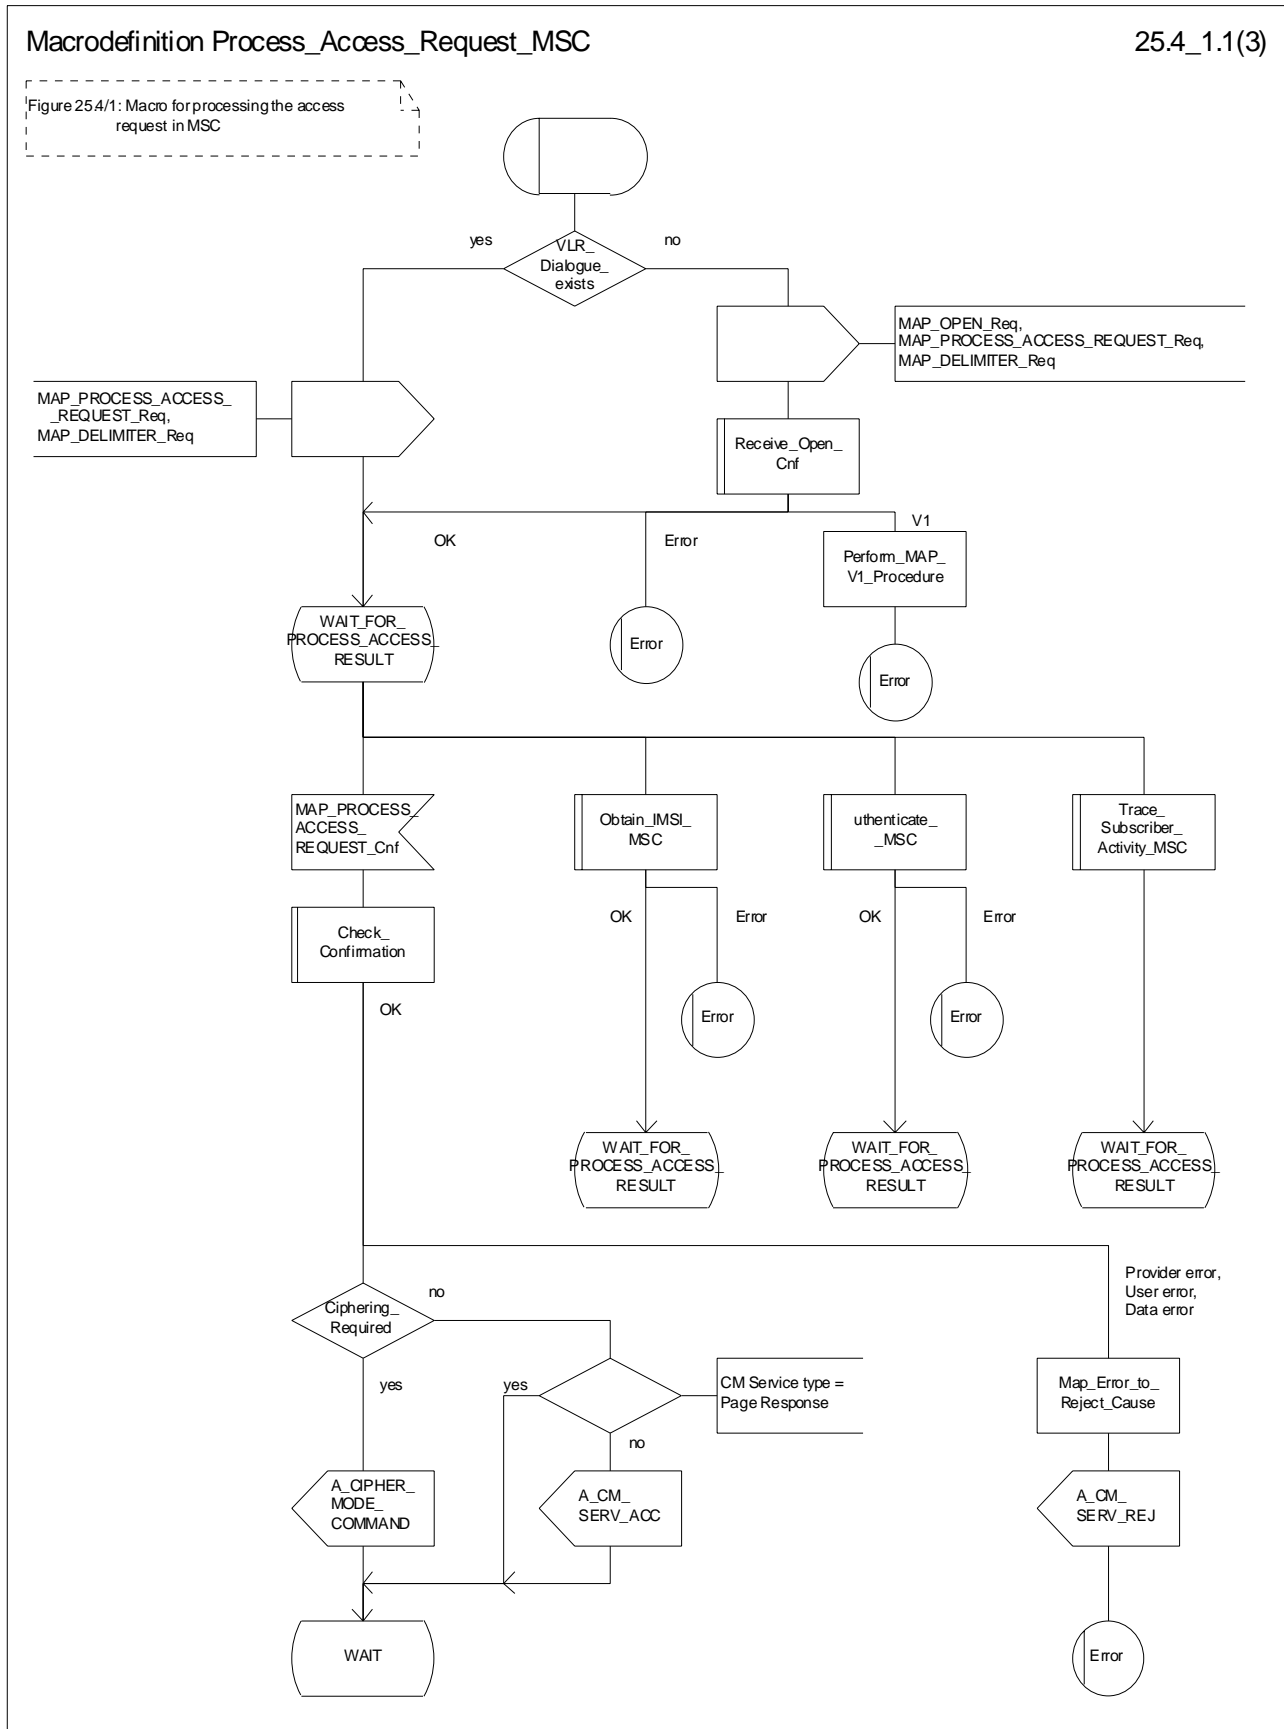 Macrodefinition Process_Access_Request_MSC
25.4_1.1(3)
Figure 25.4/1: Macro for processing the access
request in MSC
yes
VLR_
Dialogue_
exists
no
MAP_OPEN_Req,
MAP_PROCESS_ACCESS_REQUEST_Req,
MAP_DELIMITER_Req
MAP_PROCESS_ACCESS_
_REQUEST_Req,
MAP_DELIMITER_Req
Receive_Open_
Cnf
OK
Error
V1
Perform_MAP_
V1_Procedure
WAIT_FOR_
PROCESS_ACCESS_
RESULT
Error
Error
MAP_PROCESS_
ACCESS_
REQUEST_Cnf
Obtain_IMSI_
MSC
uthenticate_
_MSC
Trace_
Subscriber_
Activity_MSC
Check_
Confirmation
OK
Error
OK
Error
OK
Error
Error
WAIT_FOR_
PROCESS_ACCESS_
RESULT
WAIT_FOR_
PROCESS_ACCESS_
RESULT
WAIT_FOR_
PROCESS_ACCESS_
RESULT
Provider error,
User error,
Data error
Ciphering_
Required
no
yes
yes
CM Service type =
Page Response
no
Map_Error_to_
Reject_Cause
A_CIPHER_
MODE_
COMMAND
A_CM_
SERV_ACC
A_CM_
SERV_REJ
WAIT
Error